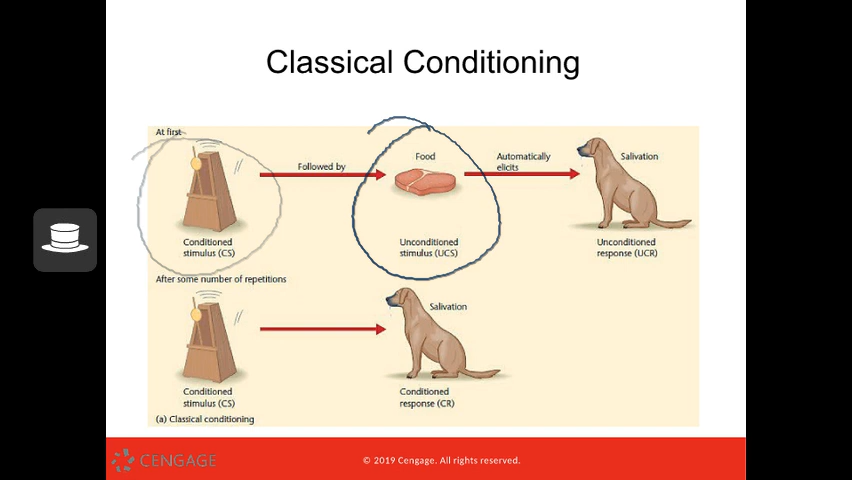 Classical Conditioning
At first
Followed by
Food
Automatically
elicits
Salivation
Conditioned
stimulus (CS)
Unconditioned
stimulus (UCS)
Unconditioned
response (UCR)
After some number of repetitions
Salivation
Conditioned
stimulus (CS)
Conditioned
response (CR)
(a) Classical conditioning
CENGAGE
© 2019 Cengage. All rights reserved.